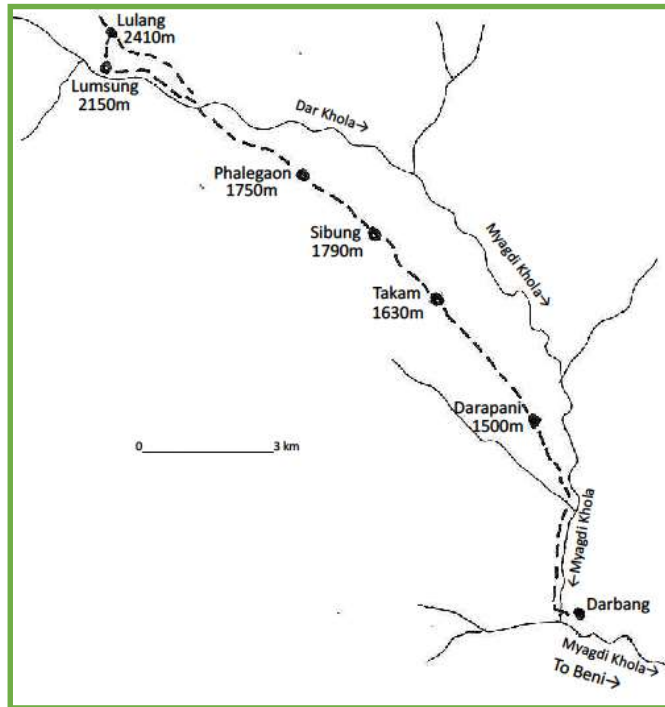 Lulang
2410m
Lumsung
2150m
Dar Khola→
Phalegaon
1750m
Sibung
1790m
Myagdi Khola→
Takam
1630m
Darapani
1500m
0 3 km
←Myagdi Khola
Darbang
Myagdi Khola→
To Beni→